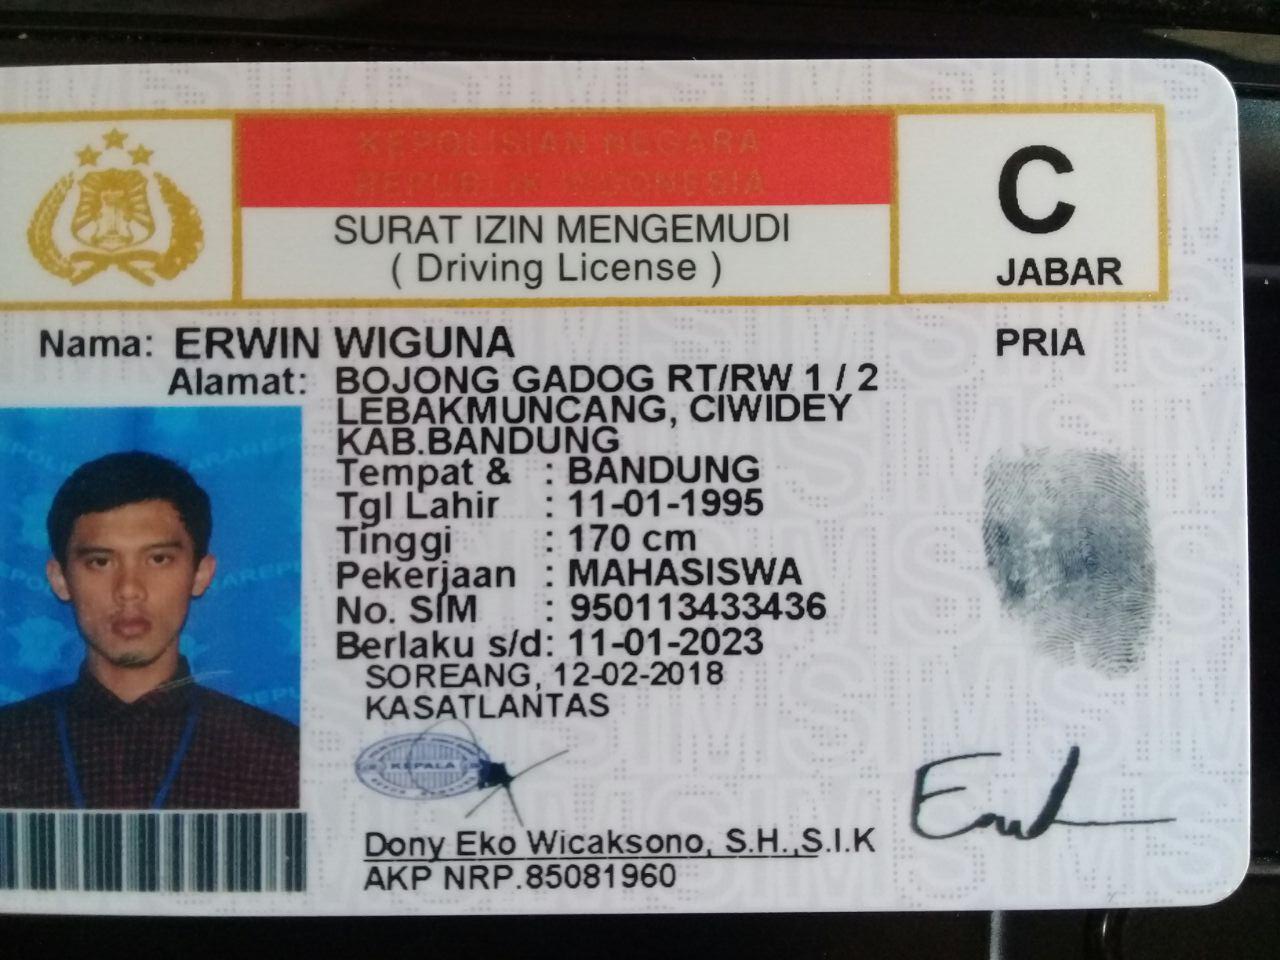 KEPOLISIAN NEGARA
REPUBLIK INDONESIA
SURAT IZIN MENGEMUDI
( Driving License )
C
JABAR
Nama: ERWIN WIGUNA
PRIA
Alamat: BOJONG GADOG RT/RW 1 / 2
LEBAKMUNCANG, CIWIDEY
KAB.BANDUNG
Tempat & : BANDUNG
Tgl Lahir : 11-01-1995
Tinggi : 170 cm
Pekerjaan : MAHASISWA
No. SIM : 950113433436
Berlaku s/d: 11-01-2023
SOREANG, 12-02-2018
KASATLANTAS
KEPALA
Dony Eko Wicaksono, S.H.,S.I.K
AKP NRP.85081960